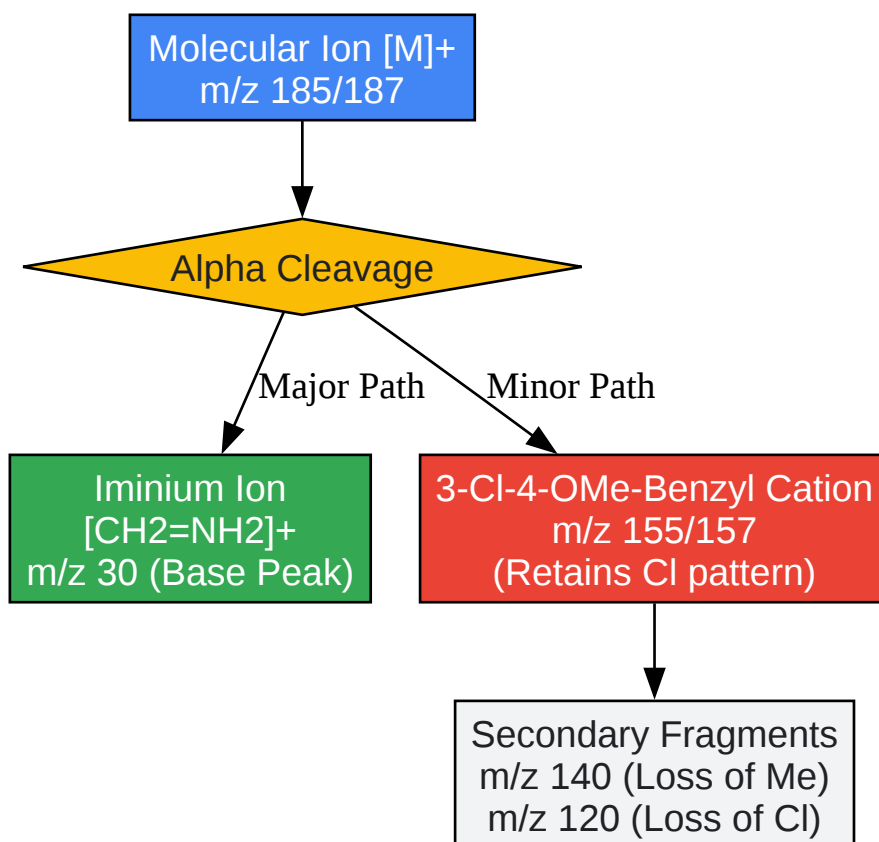 Molecular Ion [M]+
m/z 185/187
Alpha Cleavage
Major Path
Minor Path
Iminium Ion
[CH2=NH2]+
m/z 30 (Base Peak)
3-Cl-4-OMe-Benzyl Cation
m/z 155/157
(Retains Cl pattern)
Secondary Fragments
m/z 140 (Loss of Me)
m/z 120 (Loss of Cl)